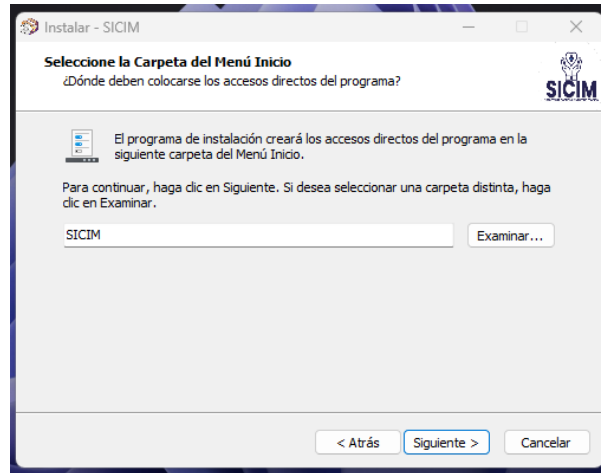 Instalar - SICIM
Seleccione la Carpeta del Menú Inicio
¿Dónde deben colocarse los accesos directos del programa?
SICIM
El programa de instalación creará los accesos directos del programa en la
siguiente carpeta del Menú Inicio.
Para continuar, haga clic en Siguiente. Si desea seleccionar una carpeta distinta, haga
clic en Examinar.
SICIM
Examinar...
< Atrás
Siguiente >
Cancelar